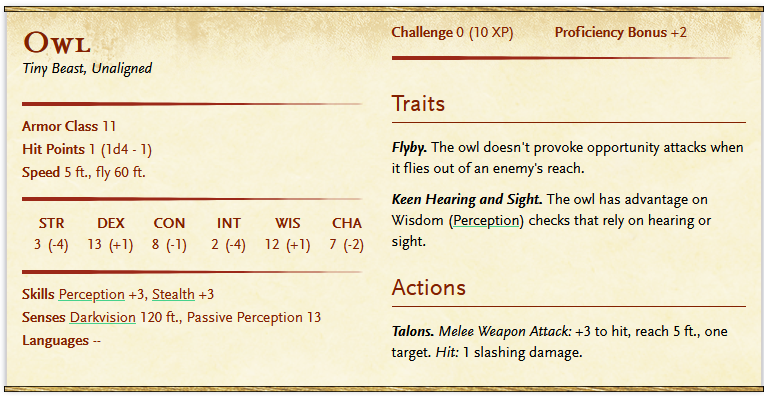 Owl
Tiny Beast, Unaligned
Armor Class 11
Hit Points 1 (1d4 - 1)
Speed 5 ft., fly 60 ft.
STR DEX CON INT WIS CHA
3 (-4) 13 (+1) 8 (-1) 2 (-4) 12 (+1) 7 (-2)
Skills Perception +3, Stealth +3
Senses Darkvision 120 ft., Passive Perception 13
Languages --
Challenge 0 (10 XP) Proficiency Bonus +2
Traits
Flyby. The owl doesn't provoke opportunity attacks when
it flies out of an enemy's reach.
Keen Hearing and Sight. The owl has advantage on
Wisdom (Perception) checks that rely on hearing or
sight.
Actions
Talons. Melee Weapon Attack: +3 to hit, reach 5 ft., one
target. Hit: 1 slashing damage.